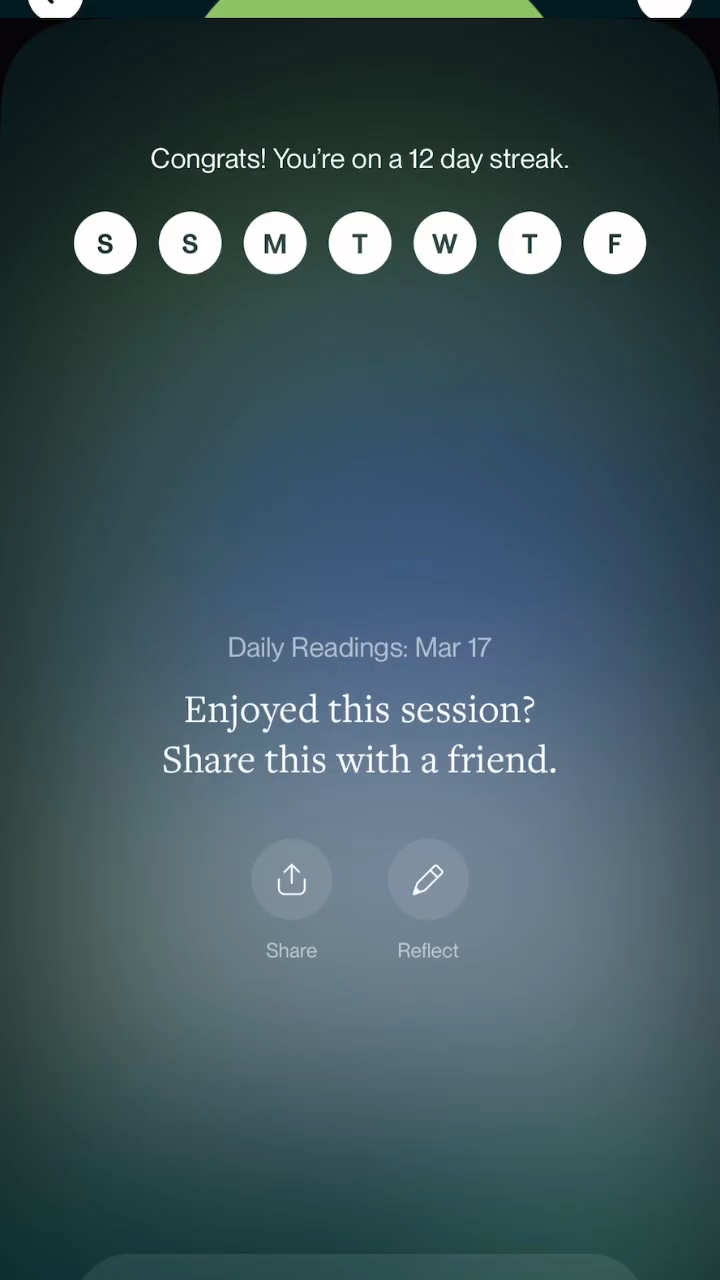 Congrats! You’re on a 12 day streak.
S S M T W T F
Daily Readings: Mar 17
Enjoyed this session?
Share this with a friend.
Share Reflect